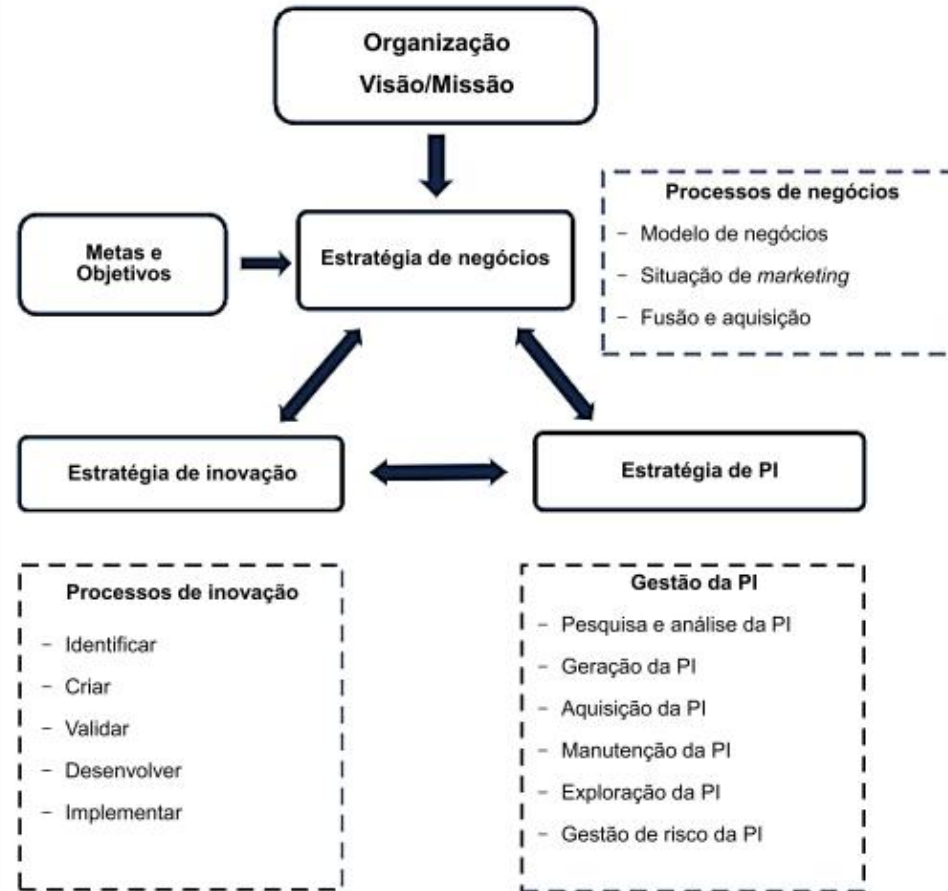 Organização
Visão/Missão
Processos de negócios
– Modelo de negócios
– Situação de marketing
– Fusão e aquisição
Metas e
Objetivos
Estratégia de negócios
Estratégia de inovação
Estratégia de PI
Processos de inovação
– Identificar
– Criar
– Validar
– Desenvolver
– Implementar
Gestão da PI
– Pesquisa e análise da PI
– Geração da PI
– Aquisição da PI
– Manutenção da PI
– Exploração da PI
– Gestão de risco da PI